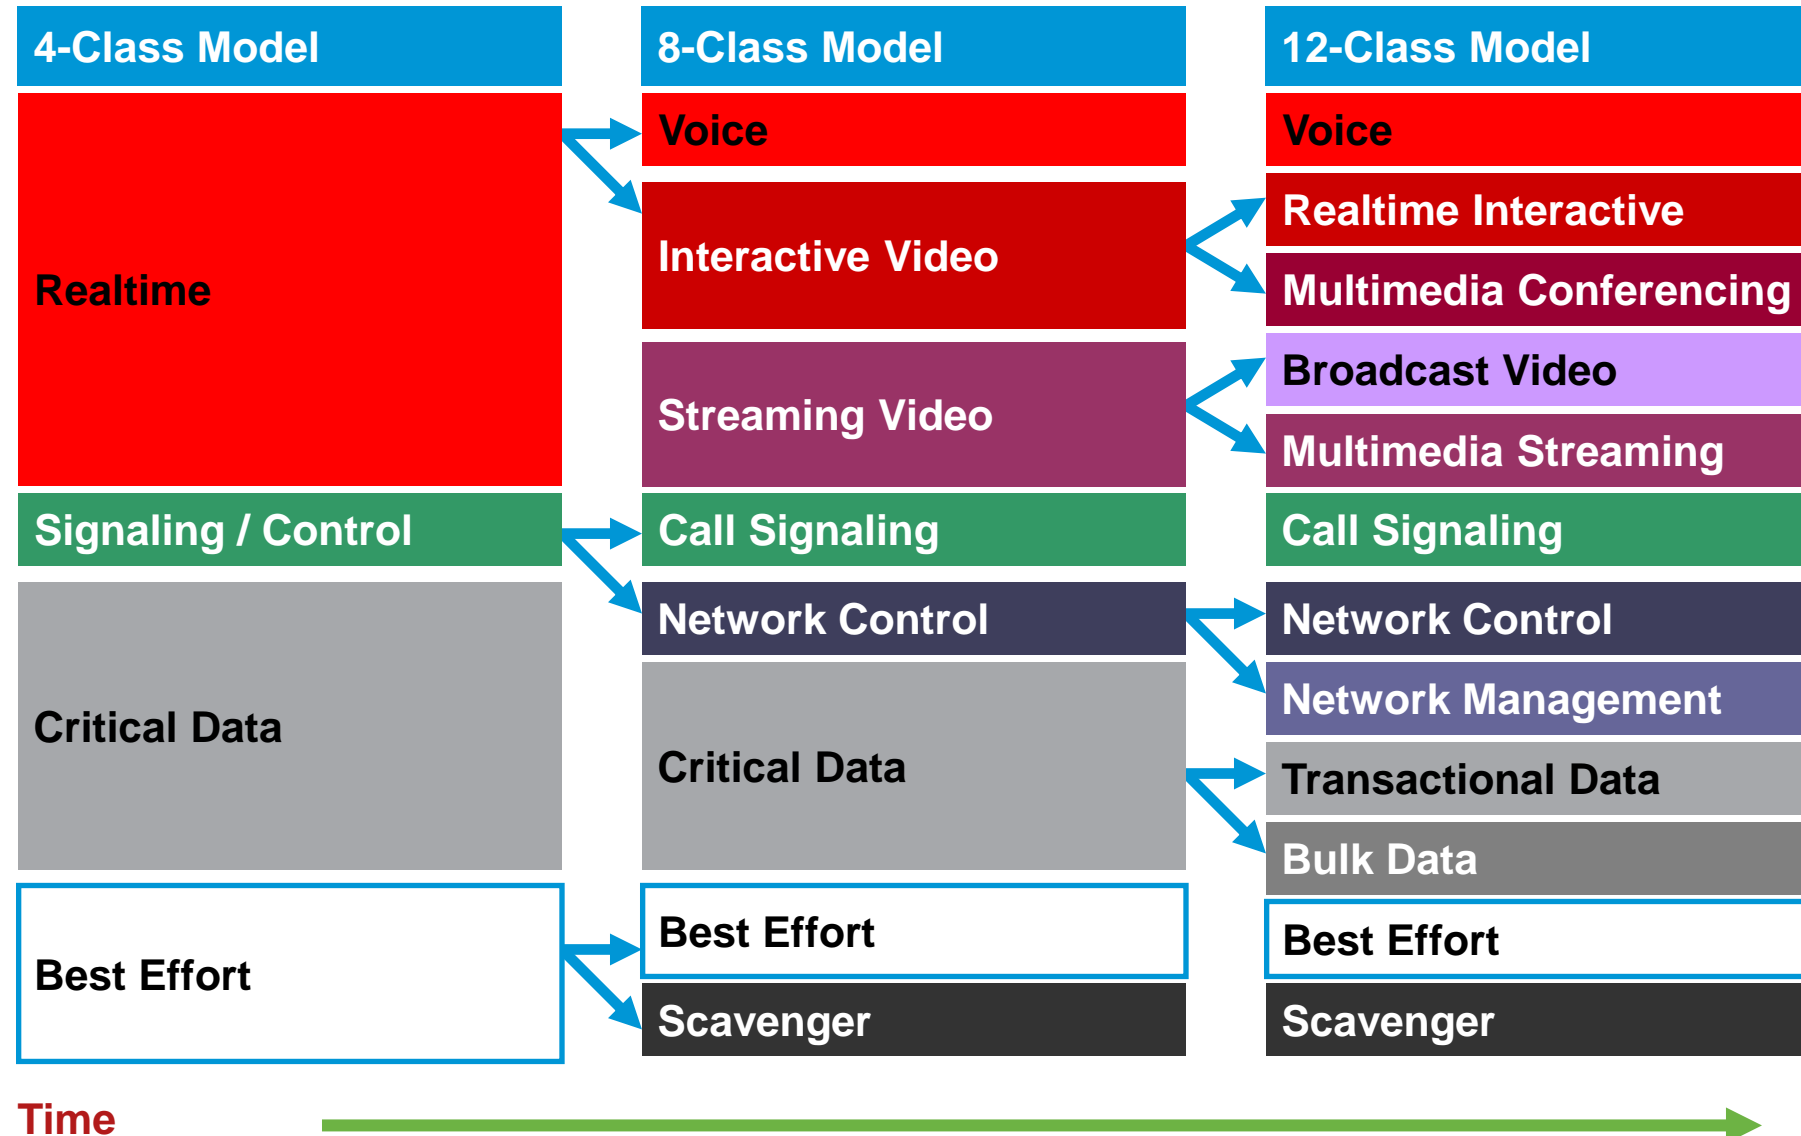 4-Class Model
8-Class Model
12-Class Model
Realtime
Voice
Voice
Interactive Video
Realtime Interactive
Multimedia Conferencing
Streaming Video
Broadcast Video
Multimedia Streaming
Signaling / Control
Call Signaling
Call Signaling
Critical Data
Network Control
Network Control
Network Management
Critical Data
Transactional Data
Bulk Data
Best Effort
Best Effort
Best Effort
Scavenger
Scavenger
Time